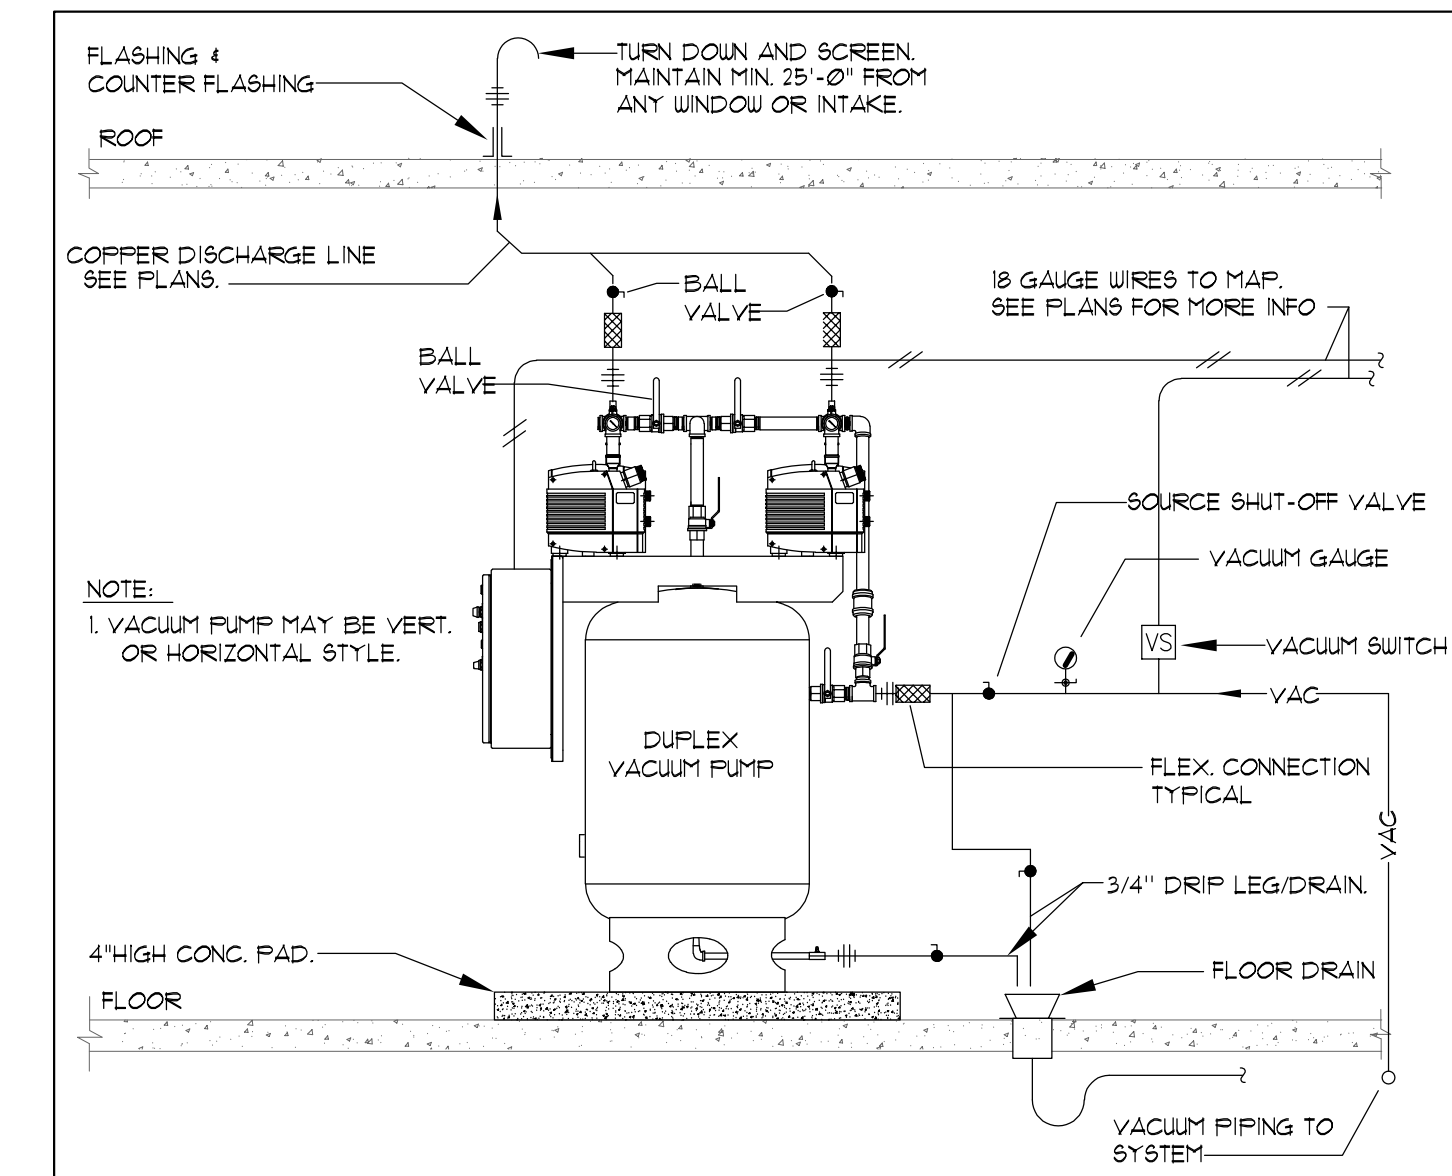 FLASHING &
COUNTER FLASHING
TURN DOWN AND SCREEN.
MAINTAIN MIN. 25'-0" FROM
ANY WINDOW OR INTAKE.
ROOF
COPPER DISCHARGE LINE
SEE PLANS.
BALL
VALVE
18 GAUGE WIRES TO MAP.
SEE PLANS FOR MORE INFO
BALL
VALVE
SOURCE SHUT-OFF VALVE
VACUUM GAUGE
NOTE:
1. VACUUM PUMP MAY BE VERT.
OR HORIZONTAL STYLE.
VS
VACUUM SWITCH
VAC
DUPLEX
VACUUM PUMP
FLEX. CONNECTION
TYPICAL
VAC
3/4" DRIP LEG/DRAIN.
4"HIGH CONC. PAD.
FLOOR DRAIN
FLOOR
VACUUM PIPING TO
SYSTEM